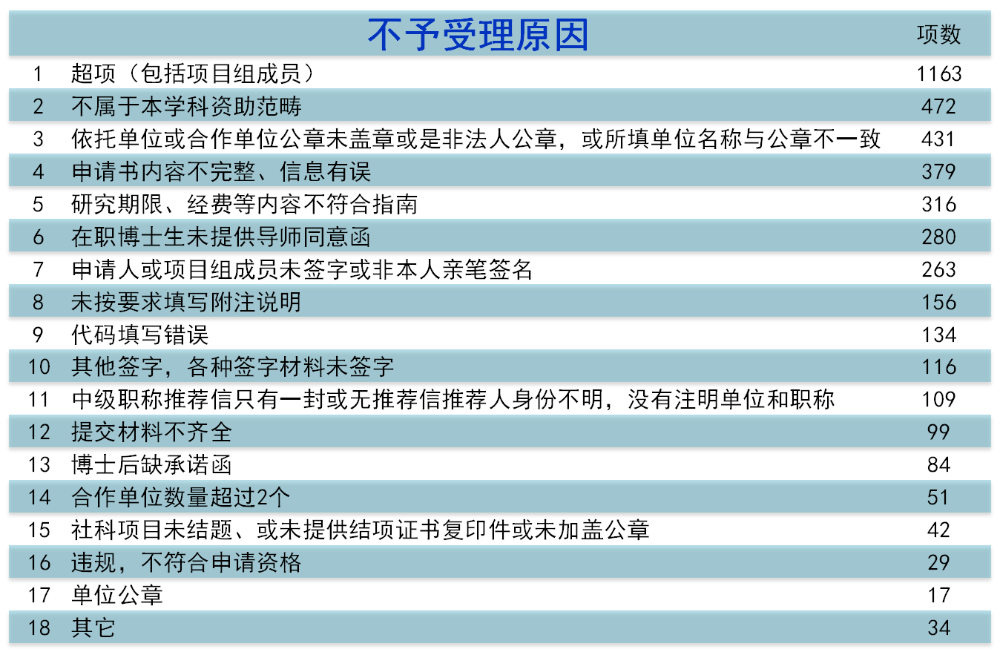 不予受理原因 项数
1 超项（包括项目组成员） 1163
2 不属于本学科资助范畴 472
3 依托单位或合作单位公章未盖章或是非法人公章，或所填单位名称与公章不一致 431
4 申请书内容不完整、信息有误 379
5 研究期限、经费等内容不符合指南 316
6 在职博士生未提供导师同意函 280
7 申请人或项目组成员未签字或非本人亲笔签名 263
8 未按要求填写附注说明 156
9 代码填写错误 134
10 其他签字，各种签字材料未签字 116
11 中级职称推荐信只有一封或无推荐信推荐人身份不明，没有注明单位和职称 109
12 提交材料不齐全 99
13 博士后缺承诺函 84
14 合作单位数量超过2个 51
15 社科项目未结题、或未提供结项证书复印件或未加盖公章 42
16 违规，不符合申请资格 29
17 单位公章 17
18 其它 34